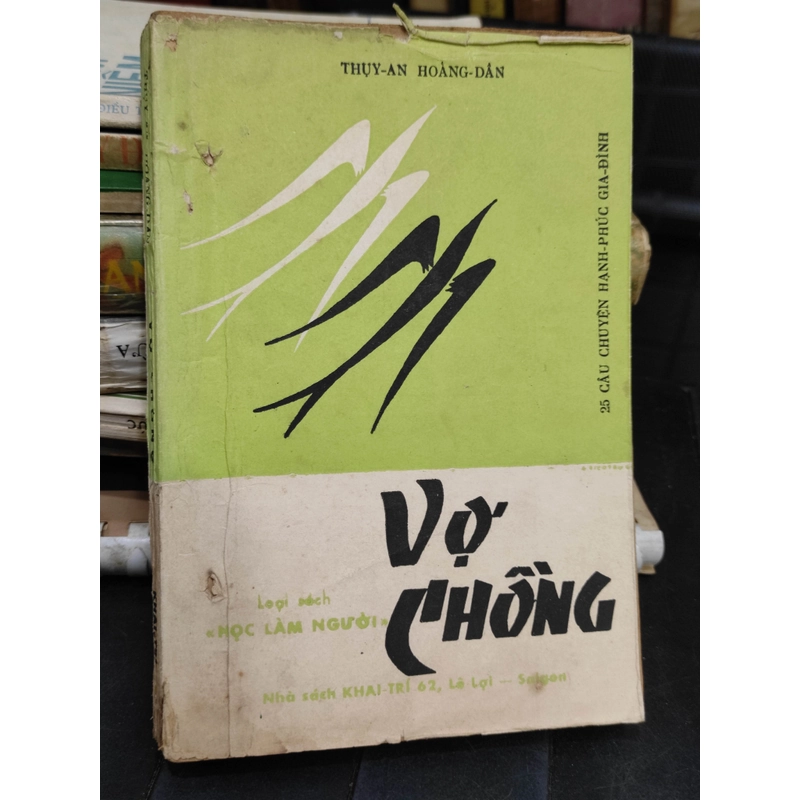 THỤY-AN HOÀNG-DÂN
25 CÂU CHUYỆN HẠNH-PHÚC GIA-ĐÌNH
VỢ
CHỒNG
Loại sách
«HỌC LÀM NGƯỜI»
Nhà sách KHAI-TRÍ 62, Lê Lợi — Saigon